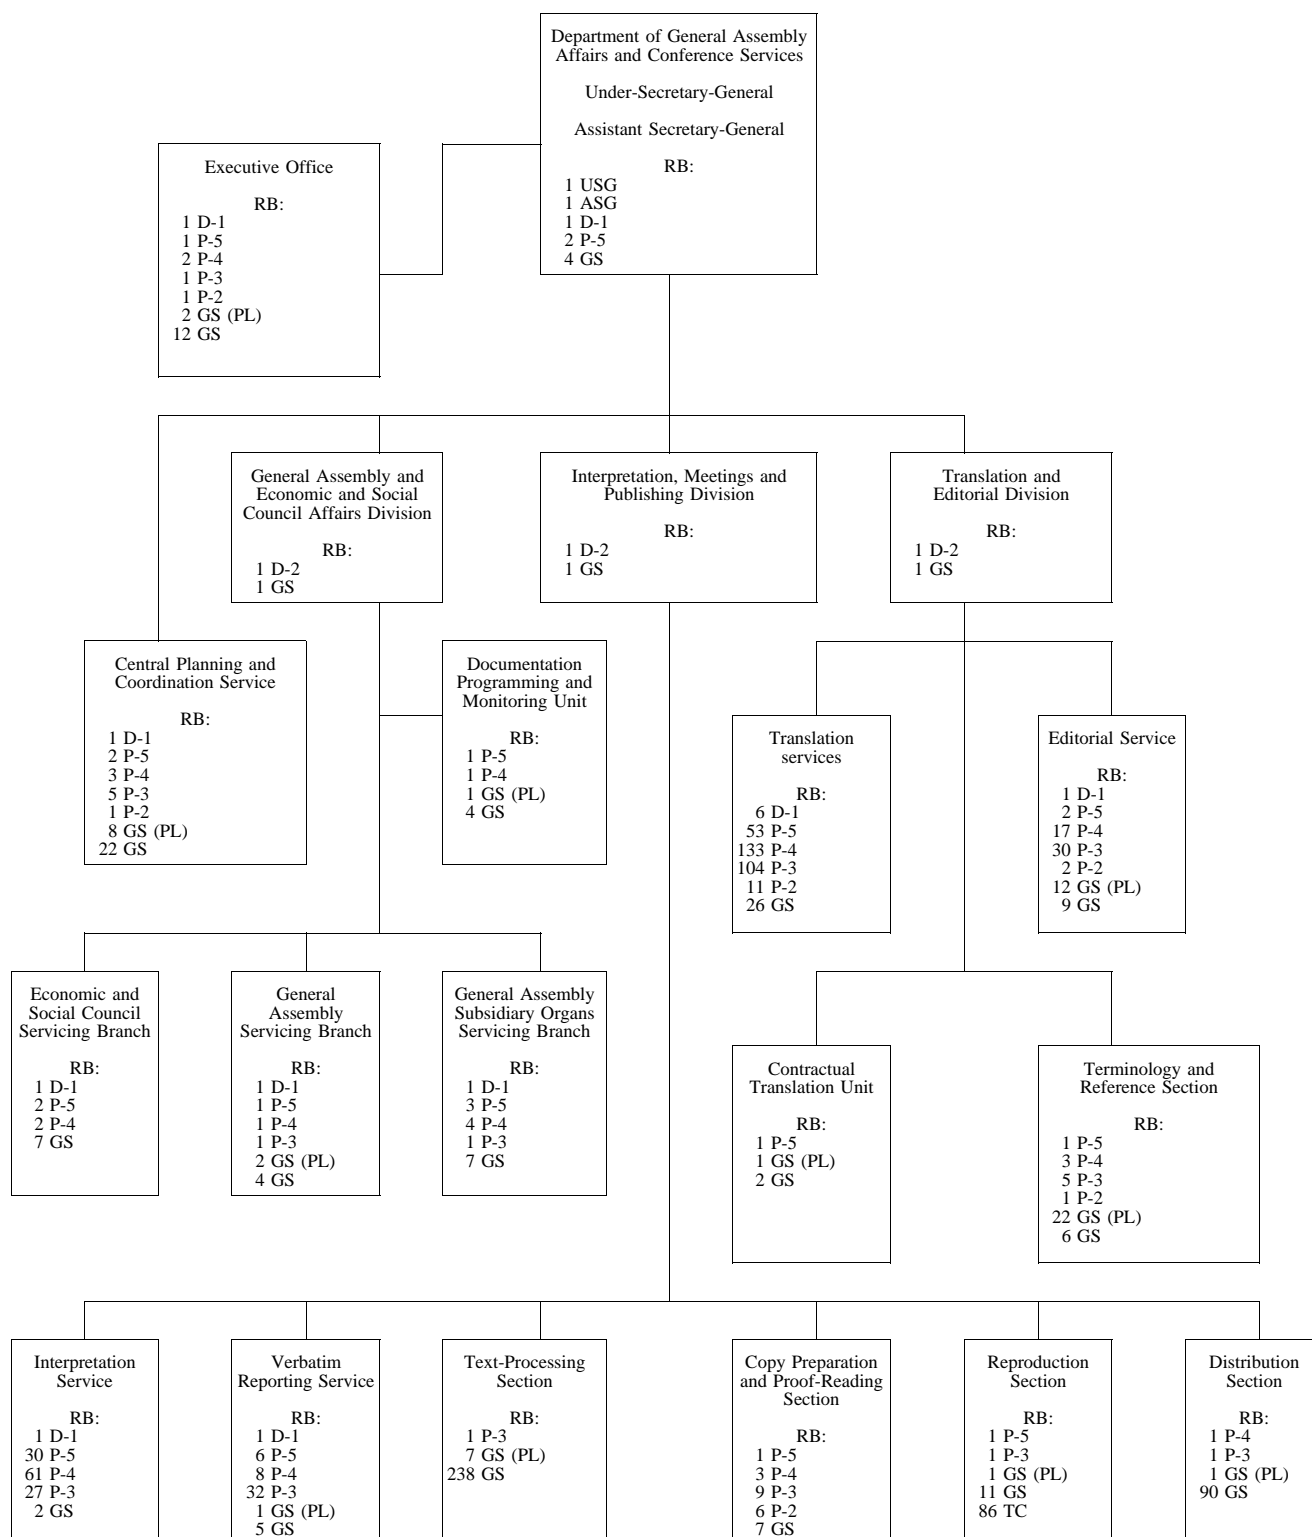 Department of General Assembly
Affairs and Conference Services
Under-Secretary-General
Assistant Secretary-General
RB:
1 USG
1 ASG
1 D-1
2 P-5
4 GS
Executive Office
RB:
1 D-1
1 P-5
2 P-4
1 P-3
1 P-2
2 GS (PL)
12 GS
General Assembly and
Economic and Social
Council Affairs Division
RB:
1 D-2
1 GS
Interpretation, Meetings and
Publishing Division
RB:
1 D-2
1 GS
Translation and
Editorial Division
RB:
1 D-2
1 GS
Central Planning and
Coordination Service
RB:
1 D-1
2 P-5
3 P-4
5 P-3
1 P-2
8 GS (PL)
22 GS
Documentation
Programming and
Monitoring Unit
RB:
1 P-5
1 P-4
1 GS (PL)
4 GS
Translation
services
RB:
6 D-1
53 P-5
133 P-4
104 P-3
11 P-2
26 GS
Editorial Service
RB:
1 D-1
2 P-5
17 P-4
30 P-3
2 P-2
12 GS (PL)
9 GS
Economic and
Social Council
Servicing Branch
RB:
1 D-1
2 P-5
2 P-4
7 GS
General
Assembly
Servicing Branch
RB:
1 D-1
1 P-5
1 P-4
1 P-3
2 GS (PL)
4 GS
General Assembly
Subsidiary Organs
Servicing Branch
RB:
1 D-1
3 P-5
4 P-4
1 P-3
7 GS
Contractual
Translation Unit
RB:
1 P-5
1 GS (PL)
2 GS
Terminology and
Reference Section
RB:
1 P-5
3 P-4
5 P-3
1 P-2
22 GS (PL)
6 GS
Interpretation
Service
RB:
1 D-1
30 P-5
61 P-4
27 P-3
2 GS
Verbatim
Reporting Service
RB:
1 D-1
6 P-5
8 P-4
32 P-3
1 GS (PL)
5 GS
Text-Processing
Section
RB:
1 P-3
7 GS (PL)
238 GS
Copy Preparation
and Proof-Reading
Section
RB:
1 P-5
3 P-4
9 P-3
6 P-2
7 GS
Reproduction
Section
RB:
1 P-5
1 P-3
1 GS (PL)
11 GS
86 TC
Distribution
Section
RB:
1 P-4
1 P-3
1 GS (PL)
90 GS